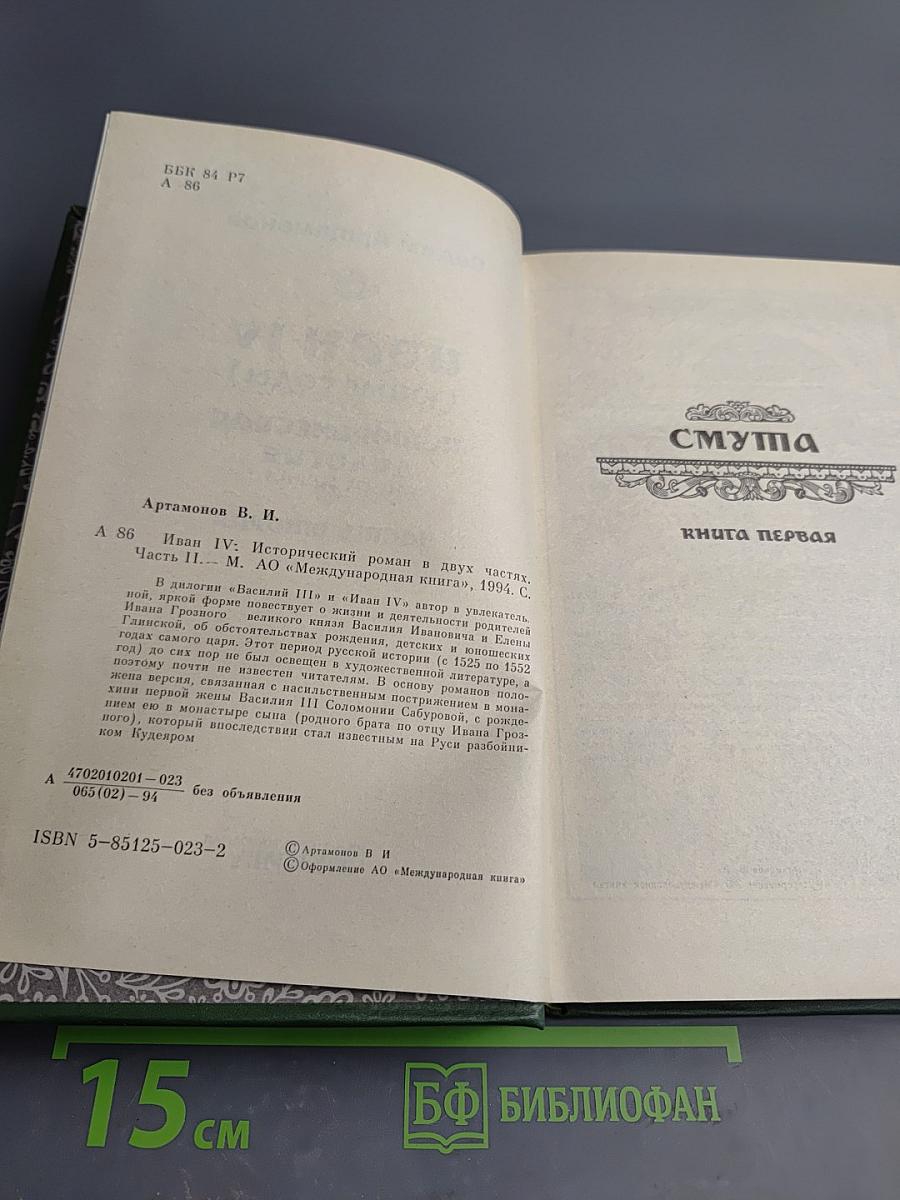 ББК 84 Р7
А 86
Артамонов В. И.
А 86 Иван IV: Исторический роман в двух частях.
Часть II.— М. АО «Международная книга», 1994. С.
В дилогии «Василий III» и «Иван IV» автор в увлекатель-
ной, яркой форме повествует о жизни и деятельности родителей
Ивана Грозного великого князя Василия Ивановича и Елены
Глинской, об обстоятельствах рождения, детских и юношеских
годах самого царя. Этот период русской истории (с 1525 по 1552
год) до сих пор не был освещен в художественной литературе, а
поэтому почти не известен читателям. В основу романов поло-
жена версия, связанная с насильственным пострижением в мона-
хини первой жены Василия III Соломонии Сабуровой, с рожде-
нием ею в монастыре сына (родного брата по отцу Ивана Гроз-
ного), который впоследствии стал известным на Руси разбойни-
ком Кудеяром
А 4702010201—023
065(02)—94 без объявления
ISBN 5—85125—023—2
© Артамонов В И
© Оформление АО «Международная книга»
СМУТА
КНИГА ПЕРВАЯ
15 см
БФ БИБЛИОФАН